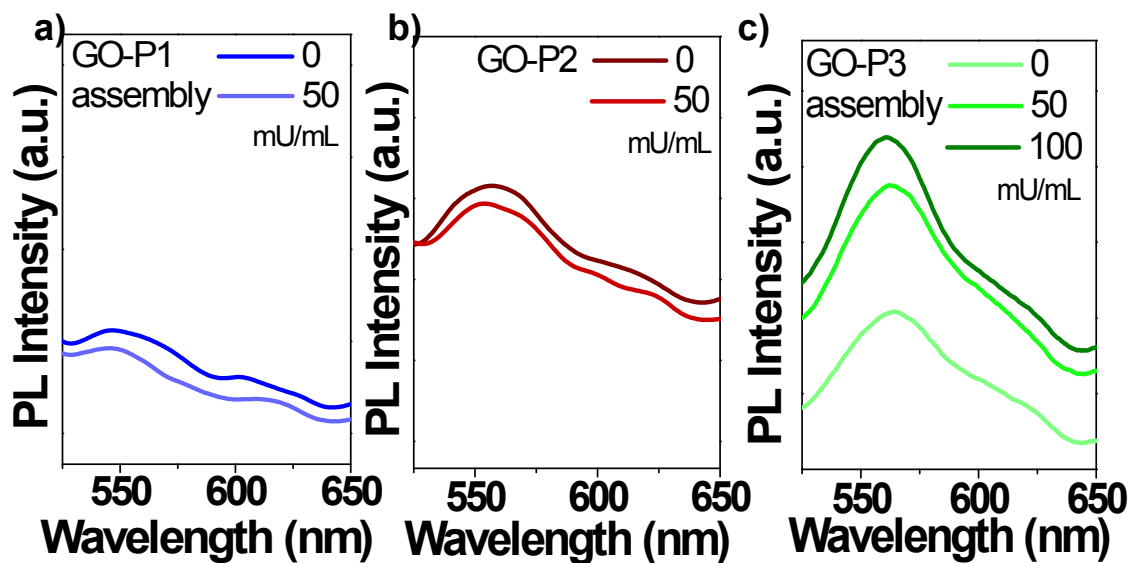 a)
GO-P1
assembly
0
50
mU/mL
PL Intensity (a.u.)
550
600
650
Wavelength (nm)
b)
GO-P2
0
50
mU/mL
PL Intensity (a.u.)
550
600
650
Wavelength (nm)
c)
GO-P3
assembly
0
50
100
mU/mL
PL Intensity (a.u.)
550
600
650
Wavelength (nm)